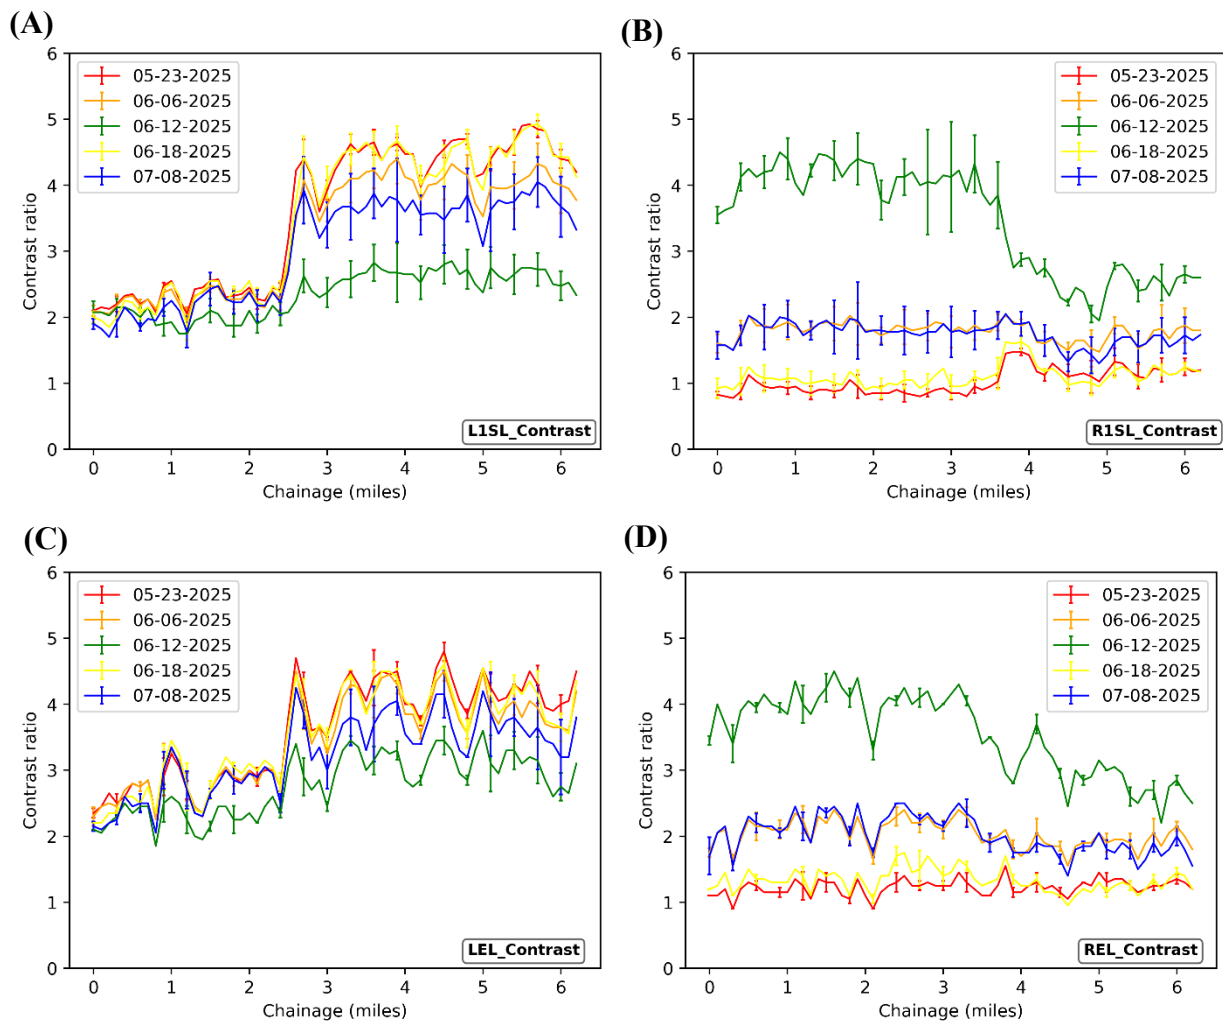 (A)
6
5
4
3
2
1
0
Contrast ratio
05-23-2025
06-06-2025
06-12-2025
06-18-2025
07-08-2025
L1SL_Contrast
0 1 2 3 4 5 6
Chainage (miles)
(B)
6
5
4
3
2
1
0
Contrast ratio
05-23-2025
06-06-2025
06-12-2025
06-18-2025
07-08-2025
R1SL_Contrast
0 1 2 3 4 5 6
Chainage (miles)
(C)
6
5
4
3
2
1
0
Contrast ratio
05-23-2025
06-06-2025
06-12-2025
06-18-2025
07-08-2025
LEL_Contrast
0 1 2 3 4 5 6
Chainage (miles)
(D)
6
5
4
3
2
1
0
Contrast ratio
05-23-2025
06-06-2025
06-12-2025
06-18-2025
07-08-2025
REL_Contrast
0 1 2 3 4 5 6
Chainage (miles)